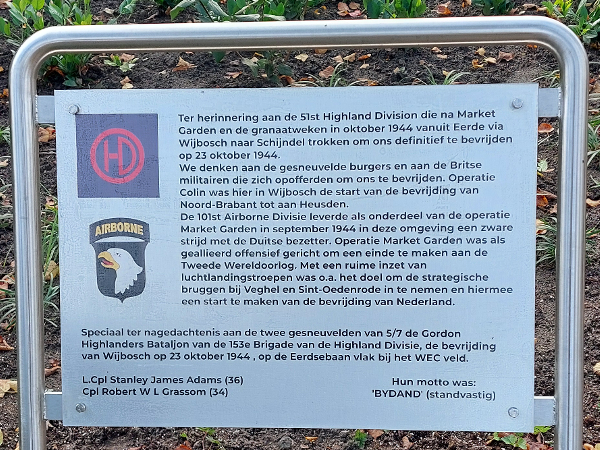 HD
Ter herinnering aan de 51st Highland Division die na Market
Garden en de granaatweken in oktober 1944 vanuit Eerde via
Wijbosch naar Schijndel trokken om ons definitief te bevrijden
op 23 oktober 1944.
We denken aan de gesneuvelde burgers en aan de Britse
militairen die zich opofferden om ons te bevrijden. Operatie
Colin was hier in Wijbosch de start van de bevrijding van
Noord-Brabant tot aan Heusden.
AIRBORNE
De 101st Airborne Divisie leverde als onderdeel van de operatie
Market Garden in september 1944 in deze omgeving een zware
strijd met de Duitse bezetter. Operatie Market Garden was als
geallieerd offensief gericht om een einde te maken aan de
Tweede Wereldoorlog. Met een ruime inzet van
luchtlandingstroepen was o.a. het doel om de strategische
bruggen bij Veghel en Sint-Oedenrode in te nemen en hiermee
een start te maken van de bevrijding van Nederland.
Speciaal ter nagedachtenis aan de twee gesneuvelden van 5/7 de Gordon
Highlanders Bataljon van de 153e Brigade van de Highland Divisie, de bevrijding
van Wijbosch op 23 oktober 1944 , op de Eerdsebaan vlak bij het WEC veld.
L.Cpl Stanley James Adams (36)
Cpl Robert W L Grassom (34)
Hun motto was:
'BYDAND' (standvastig)